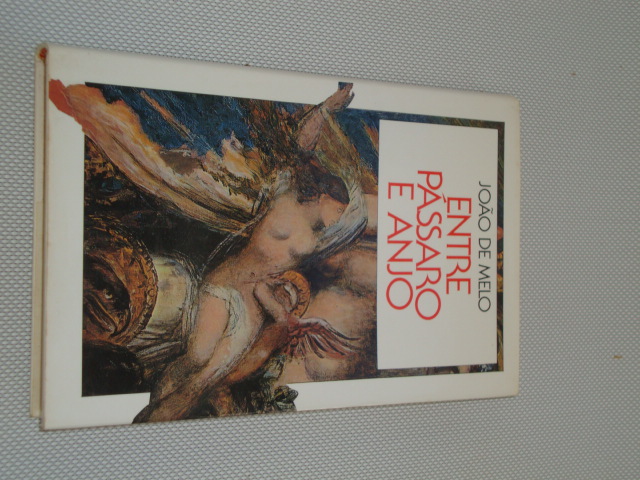 JOÃO DE MELO
ENTRE
PÁSSARO
E ANJO